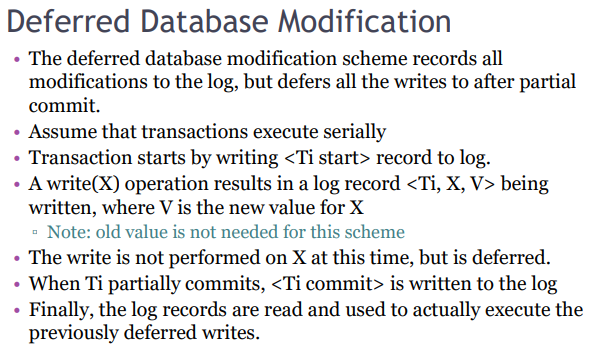 Deferred Database Modification
• The deferred database modification scheme records all
modifications to the log, but defers all the writes to after partial
commit.
• Assume that transactions execute serially
• Transaction starts by writing <Ti start> record to log.
• A write(X) operation results in a log record <Ti, X, V> being
written, where V is the new value for X
▫ Note: old value is not needed for this scheme
• The write is not performed on X at this time, but is deferred.
• When Ti partially commits, <Ti commit> is written to the log
• Finally, the log records are read and used to actually execute the
previously deferred writes.